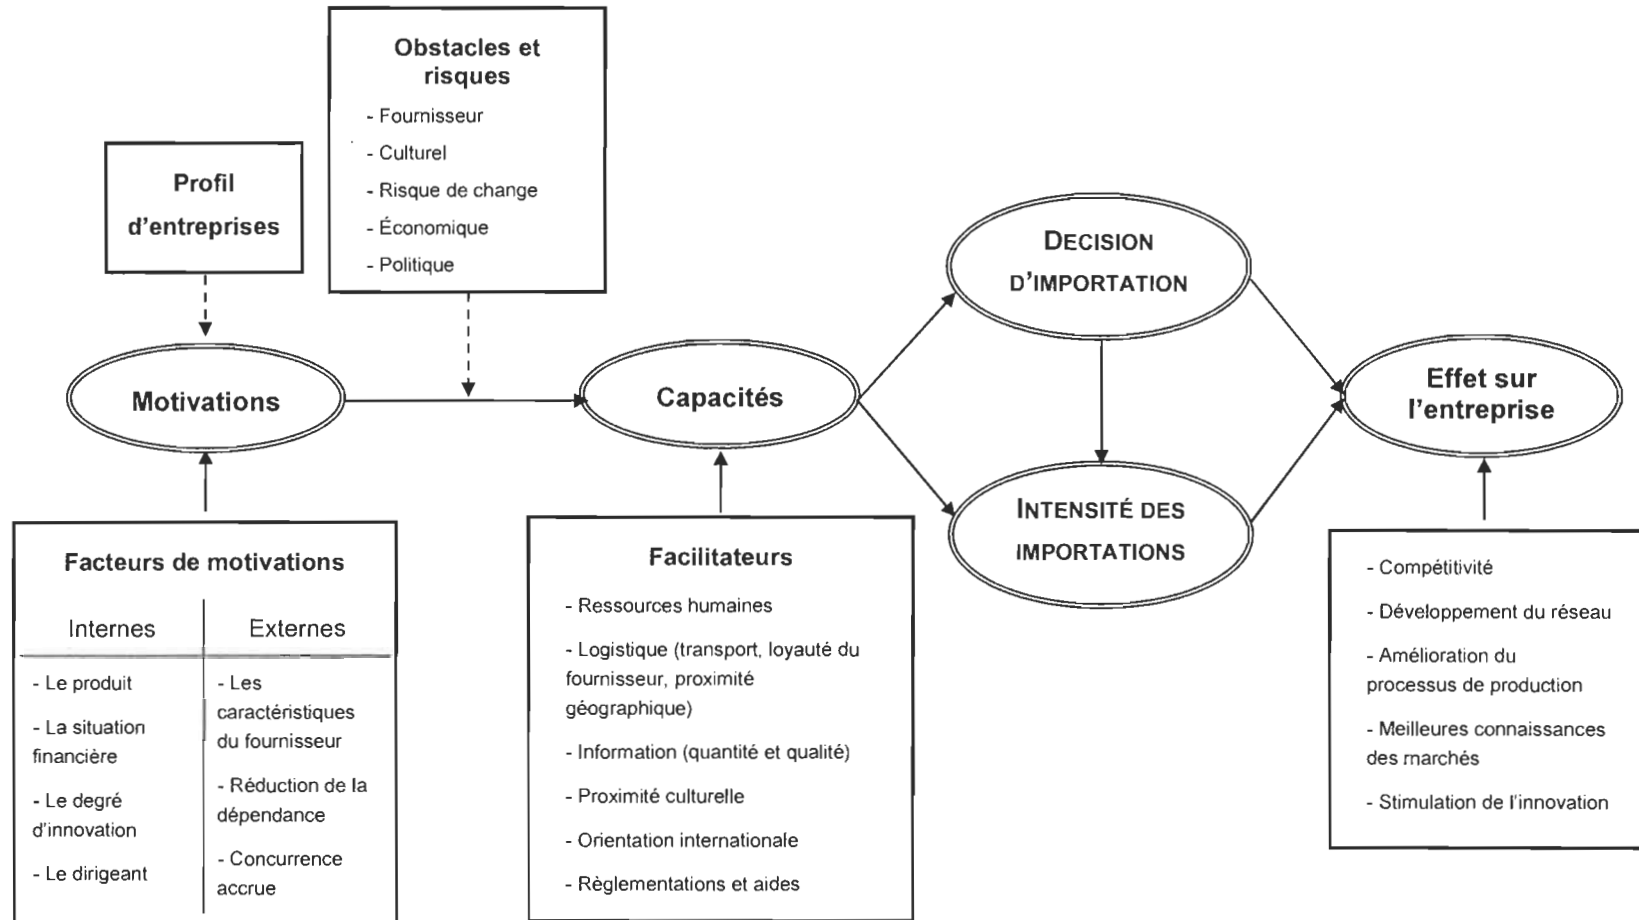 Obstacles et
risques
- Fournisseur
- Culturel
- Risque de change
- Économique
- Politique
Profil
d'entreprises
DECISION
D'IMPORTATION
Motivations
Capacités
Effet sur
l'entreprise
INTENSITÉ DES
IMPORTATIONS
Facteurs de motivations
Internes
- Le produit
- La situation
financière
- Le degré
d'innovation
- Le dirigeant
Externes
- Les
caractéristiques
du fournisseur
- Réduction de la
dépendance
- Concurrence
accrue
Facilitateurs
- Ressources humaines
- Logistique (transport, loyauté du
fournisseur, proximité
géographique)
- Information (quantité et qualité)
- Proximité culturelle
- Orientation internationale
- Règlementations et aides
- Compétitivité
- Développement du réseau
- Amélioration du
processus de production
- Meilleures connaissances
des marchés
- Stimulation de l'innovation